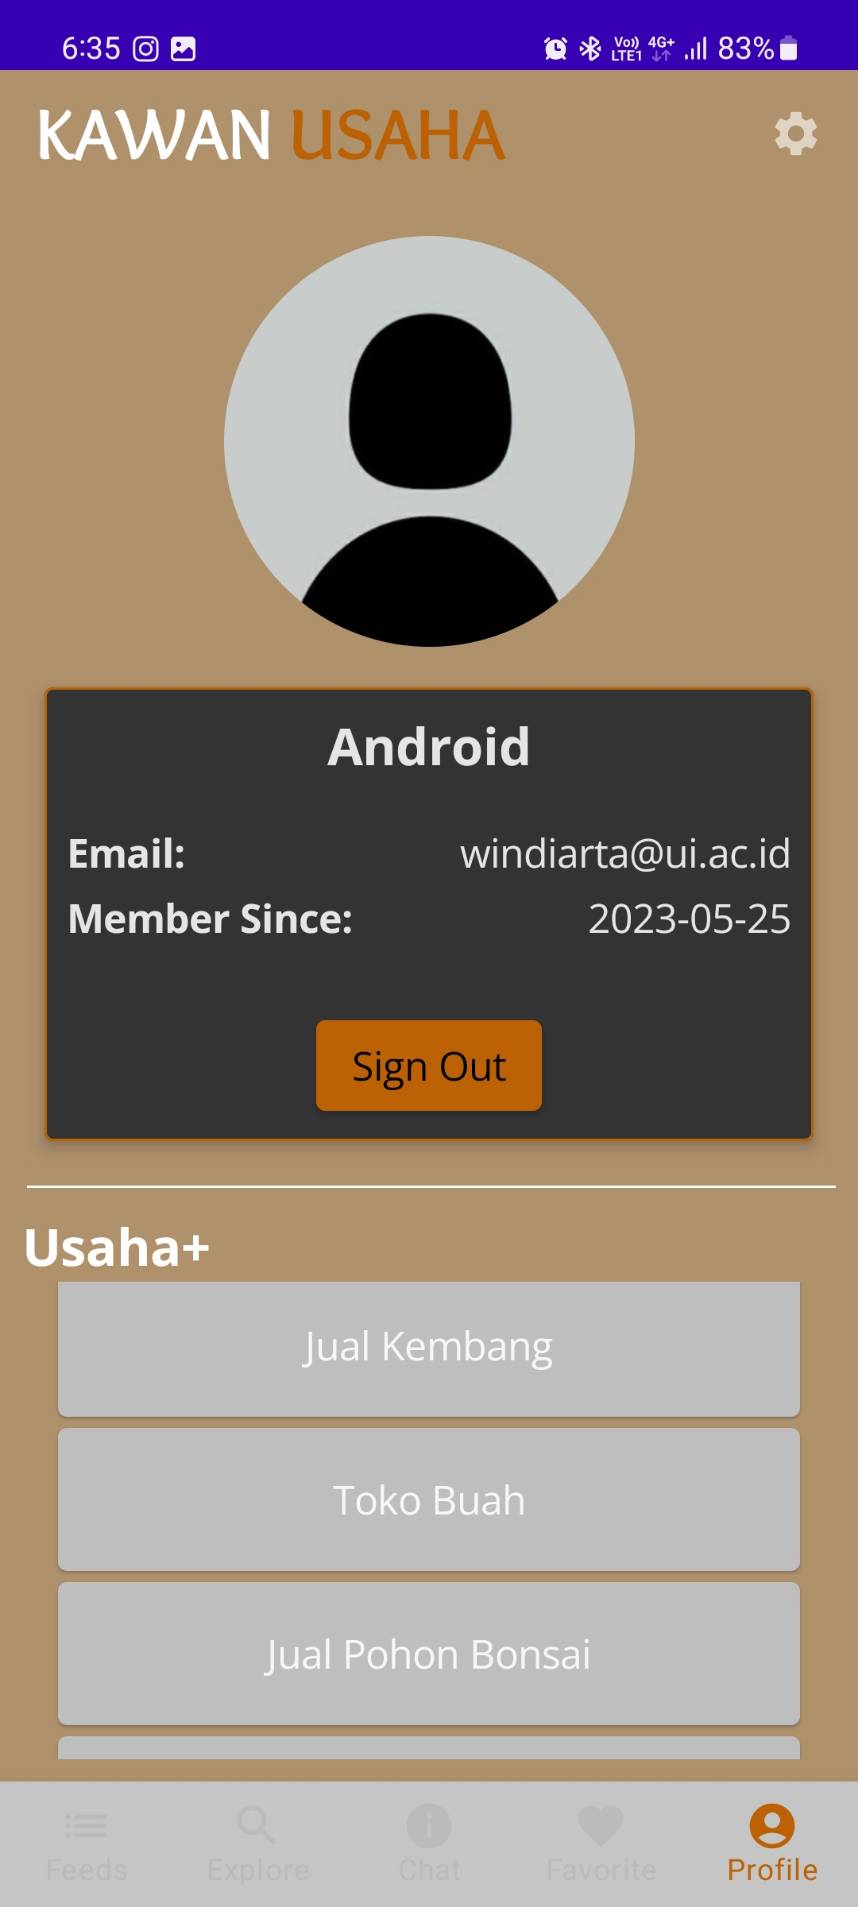 6:35 Vo)) LTE1 4G+ 83%
KAWAN USAHA
Android
Email: windiarta@ui.ac.id
Member Since: 2023-05-25
Sign Out
Usaha+
Jual Kembang
Toko Buah
Jual Pohon Bonsai
Feeds Explore Chat Favorite Profile